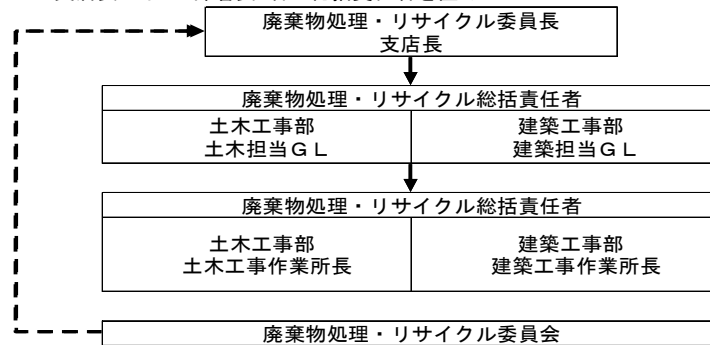 廃棄物処理・リサイクル委員長
支店長
廃棄物処理・リサイクル総括責任者
土木工事部
土木担当ＧＬ
建築工事部
建築担当ＧＬ
廃棄物処理・リサイクル総括責任者
土木工事部
土木工事作業所長
建築工事部
建築工事作業所長
廃棄物処理・リサイクル委員会